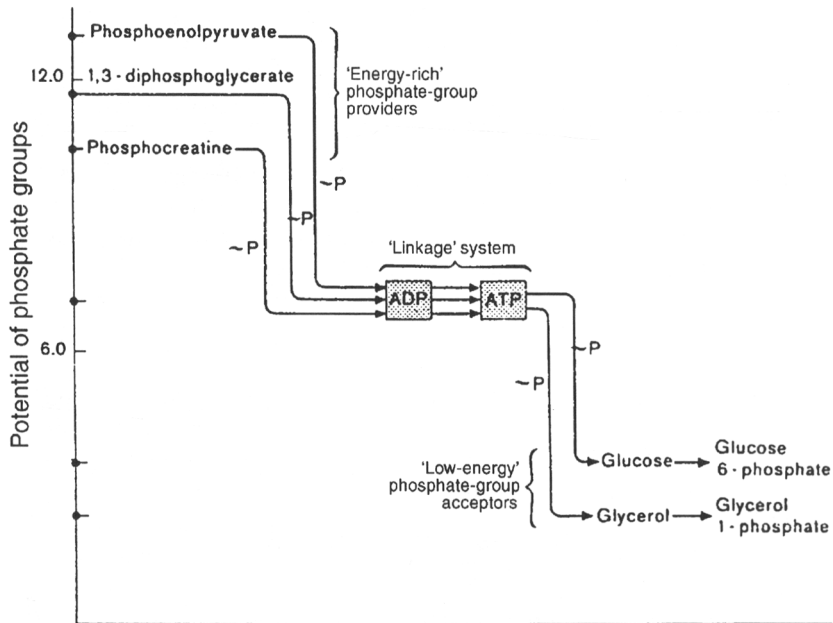 Potential of phosphate groups
Phosphoenolpyruvate
12.0
1,3 - diphosphoglycerate
Phosphocreatine
'Energy-rich'
phosphate-group
providers
~P
~P
~P
'Linkage' system
ADP
ATP
6.0
~P
~P
'Low-energy'
phosphate-group
acceptors
Glucose
Glucose
6 - phosphate
Glycerol
Glycerol
1 - phosphate